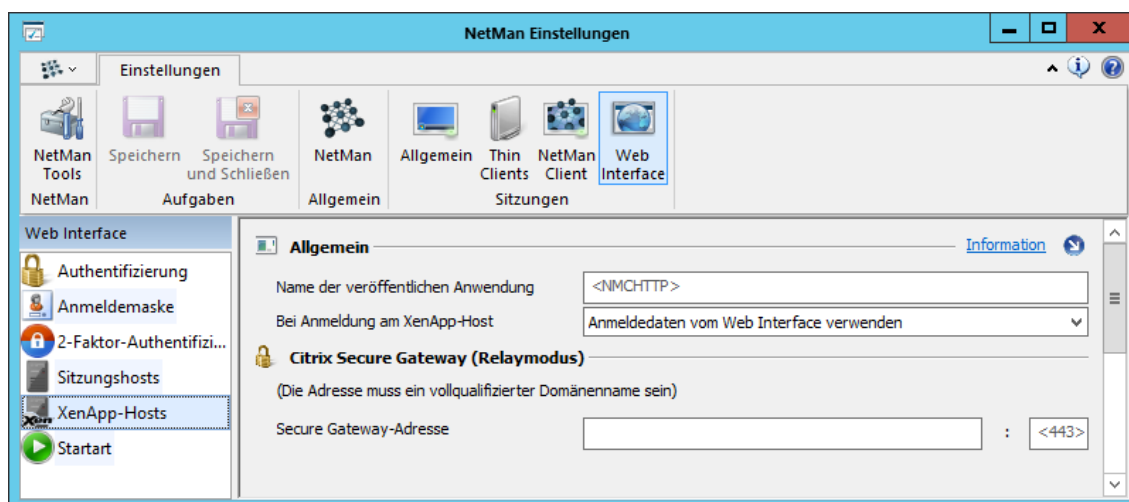 NetMan Einstellungen
Einstellungen
NetMan Tools
Speichern
Speichern und Schließen
NetMan
Allgemein
Thin Clients
NetMan Client
Web Interface
NetMan
Aufgaben
Allgemein
Sitzungen
Web Interface
Authentifizierung
Anmeldemaske
2-Faktor-Authentifizi...
Sitzungshosts
Xen XenApp-Hosts
Startart
Allgemein
Information
Name der veröffentlichen Anwendung
<NMCHTTP>
Bei Anmeldung am XenApp-Host
Anmeldedaten vom Web Interface verwenden
Citrix Secure Gateway (Relaymodus)
(Die Adresse muss ein vollqualifizierter Domänenname sein)
Secure Gateway-Adresse
: <443>